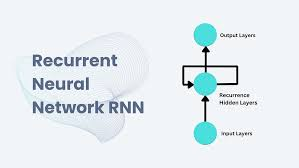 Recurrent
Neural
Network RNN
Output Layers
Recurrence
Hidden Layers
Input Layers